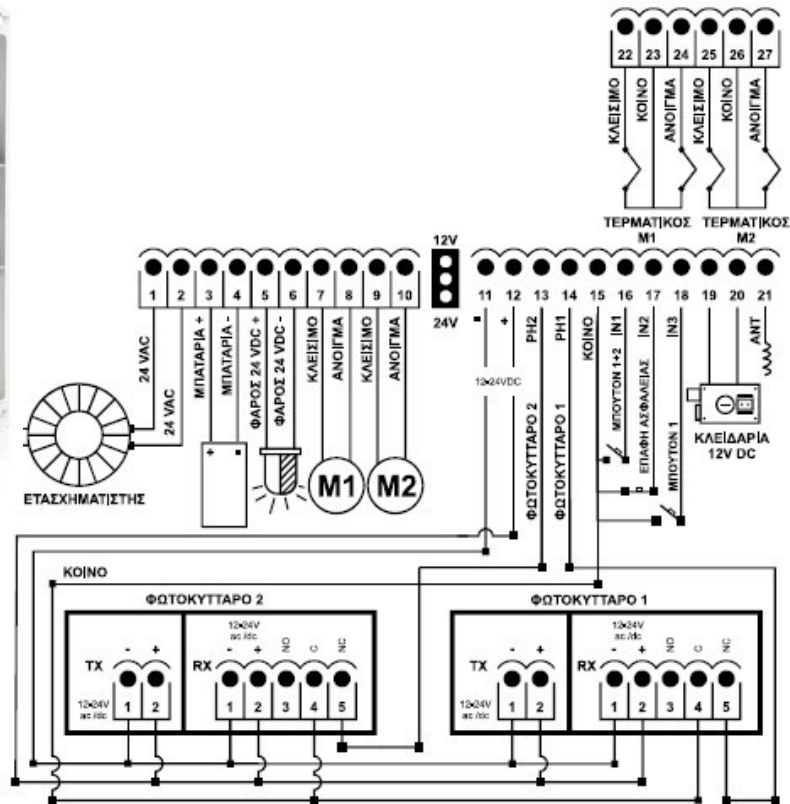 22 23 24 25 26 27
ΚΛΕΙΣΙΜΟ
ΚΟΙΝΟ
ΑΝΟΙΓΜΑ
ΚΛΕΙΣΙΜΟ
ΚΟΙΝΟ
ΑΝΟΙΓΜΑ
ΤΕΡΜΑΤΙΚΟΣ M1
ΤΕΡΜΑΤΙΚΟΣ M2
12V
24V
1 2 3 4 5 6 7 8 9 10
11 12 13 14 15 16 17 18 19 20 21
24 VAC
24 VAC
ΜΠΑΤΑΡΙΑ +
ΜΠΑΤΑΡΙΑ -
ΦΑΡΟΣ 24 VDC +
ΦΑΡΟΣ 24 VDC -
ΚΛΕΙΣΙΜΟ
ΑΝΟΙΓΜΑ
ΚΛΕΙΣΙΜΟ
ΑΝΟΙΓΜΑ
- +
12-24VDC
PH2
ΦΩΤΟΚΥΤΤΑΡΟ 2
PH1
ΦΩΤΟΚΥΤΤΑΡΟ 1
ΚΟΙΝΟ
IN1
ΜΠΟΥΤΟΝ 1+2
IN2
ΕΠΑΦΗ ΑΣΦΑΛΕΙΑΣ
IN3
ΜΠΟΥΤΟΝ 1
ANT
ΚΛΕΙΔΑΡΙΑ
12V DC
+ -
M1 M2
ΕΤΑΣΧΗΜΑΤΙΣΤΗΣ
ΚΟΙΝΟ
ΦΩΤΟΚΥΤΤΑΡΟ 2
TX
- +
12-24V
ac /dc
1 2
RX
12-24V
ac /dc
- + NO C NC
1 2 3 4 5
ΦΩΤΟΚΥΤΤΑΡΟ 1
TX
- +
12-24V
ac /dc
1 2
RX
12-24V
ac /dc
- + NO C NC
1 2 3 4 5